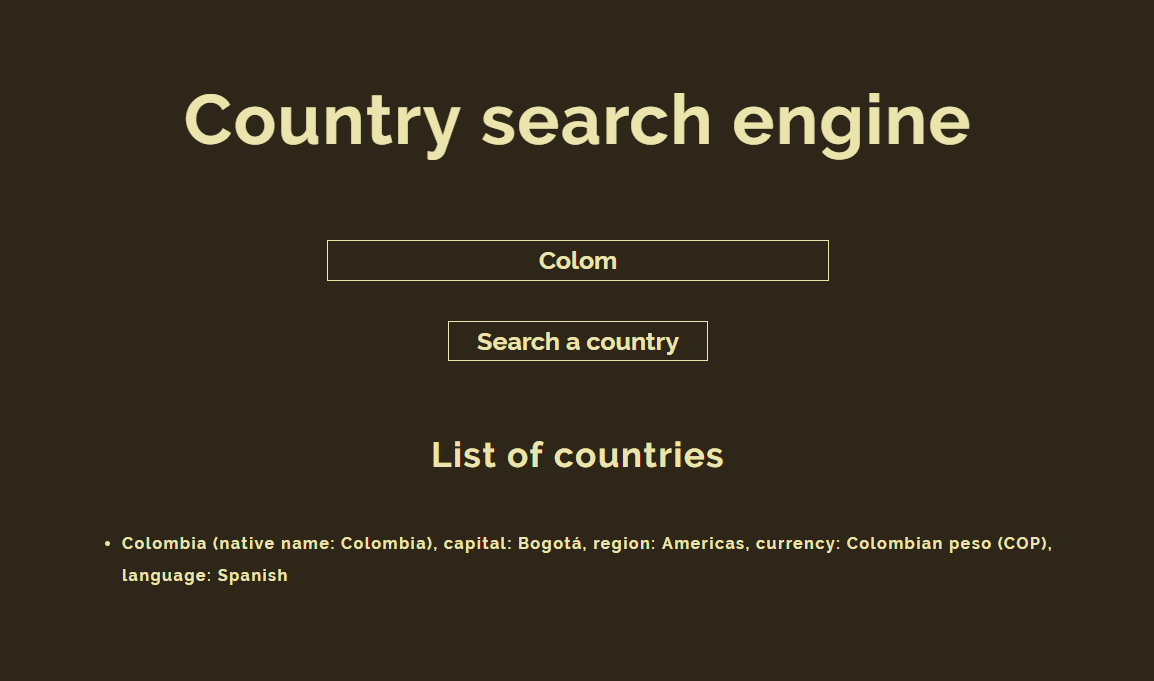 Country search engine
Colom
Search a country
List of countries
• Colombia (native name: Colombia), capital: Bogotá, region: Americas, currency: Colombian peso (COP),
language: Spanish